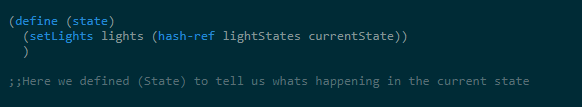 (define (state)
(setLights lights (hash-ref lightStates currentState))
)
;;Here we defined (State) to tell us whats happening in the current state